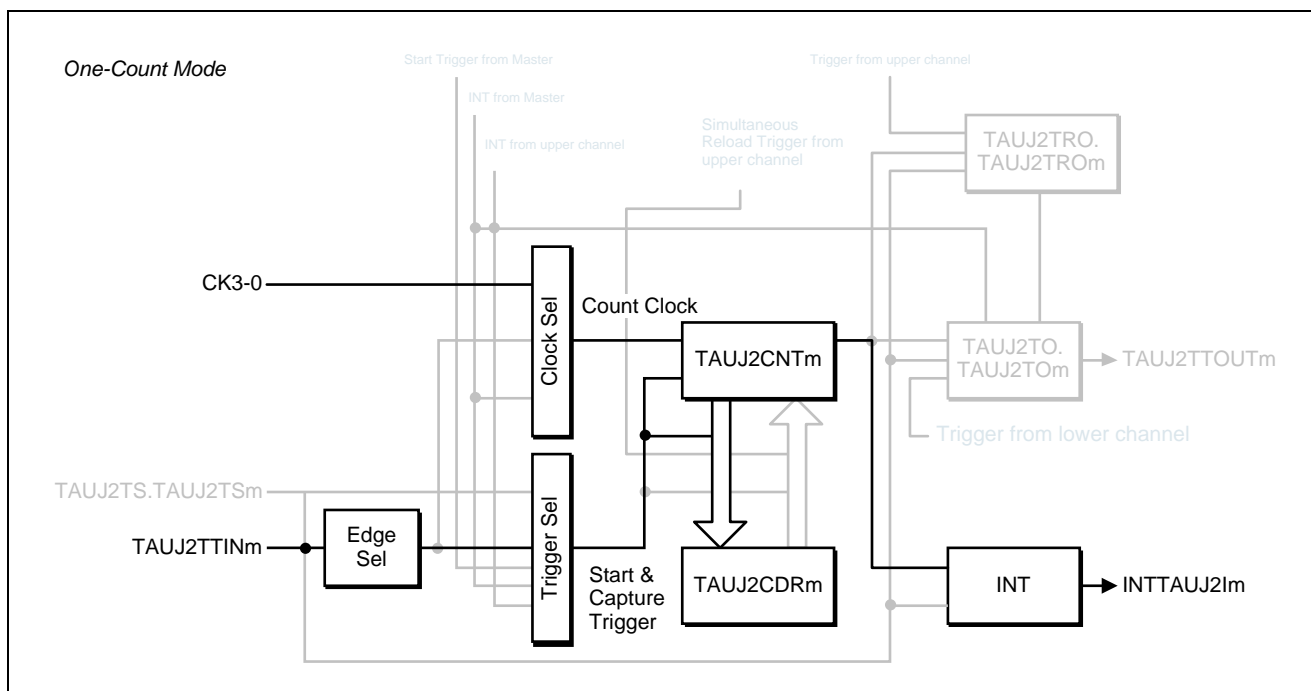 One-Count Mode
Start Trigger from Master
INT from Master
INT from upper channel
Simultaneous
Reload Trigger from
upper channel
Trigger from upper channel
TAUJ2TRO.
TAUJ2TROm
CK3-0
Clock Sel
Count Clock
TAUJ2CNTm
TAUJ2TO.
TAUJ2TOm
TAUJ2TTOUTm
Trigger from lower channel
TAUJ2TS.TAUJ2TSm
TAUJ2TTINm
Edge
Sel
Trigger Sel
Start &
Capture
Trigger
TAUJ2CDRm
INT
INTTAUJ2Im